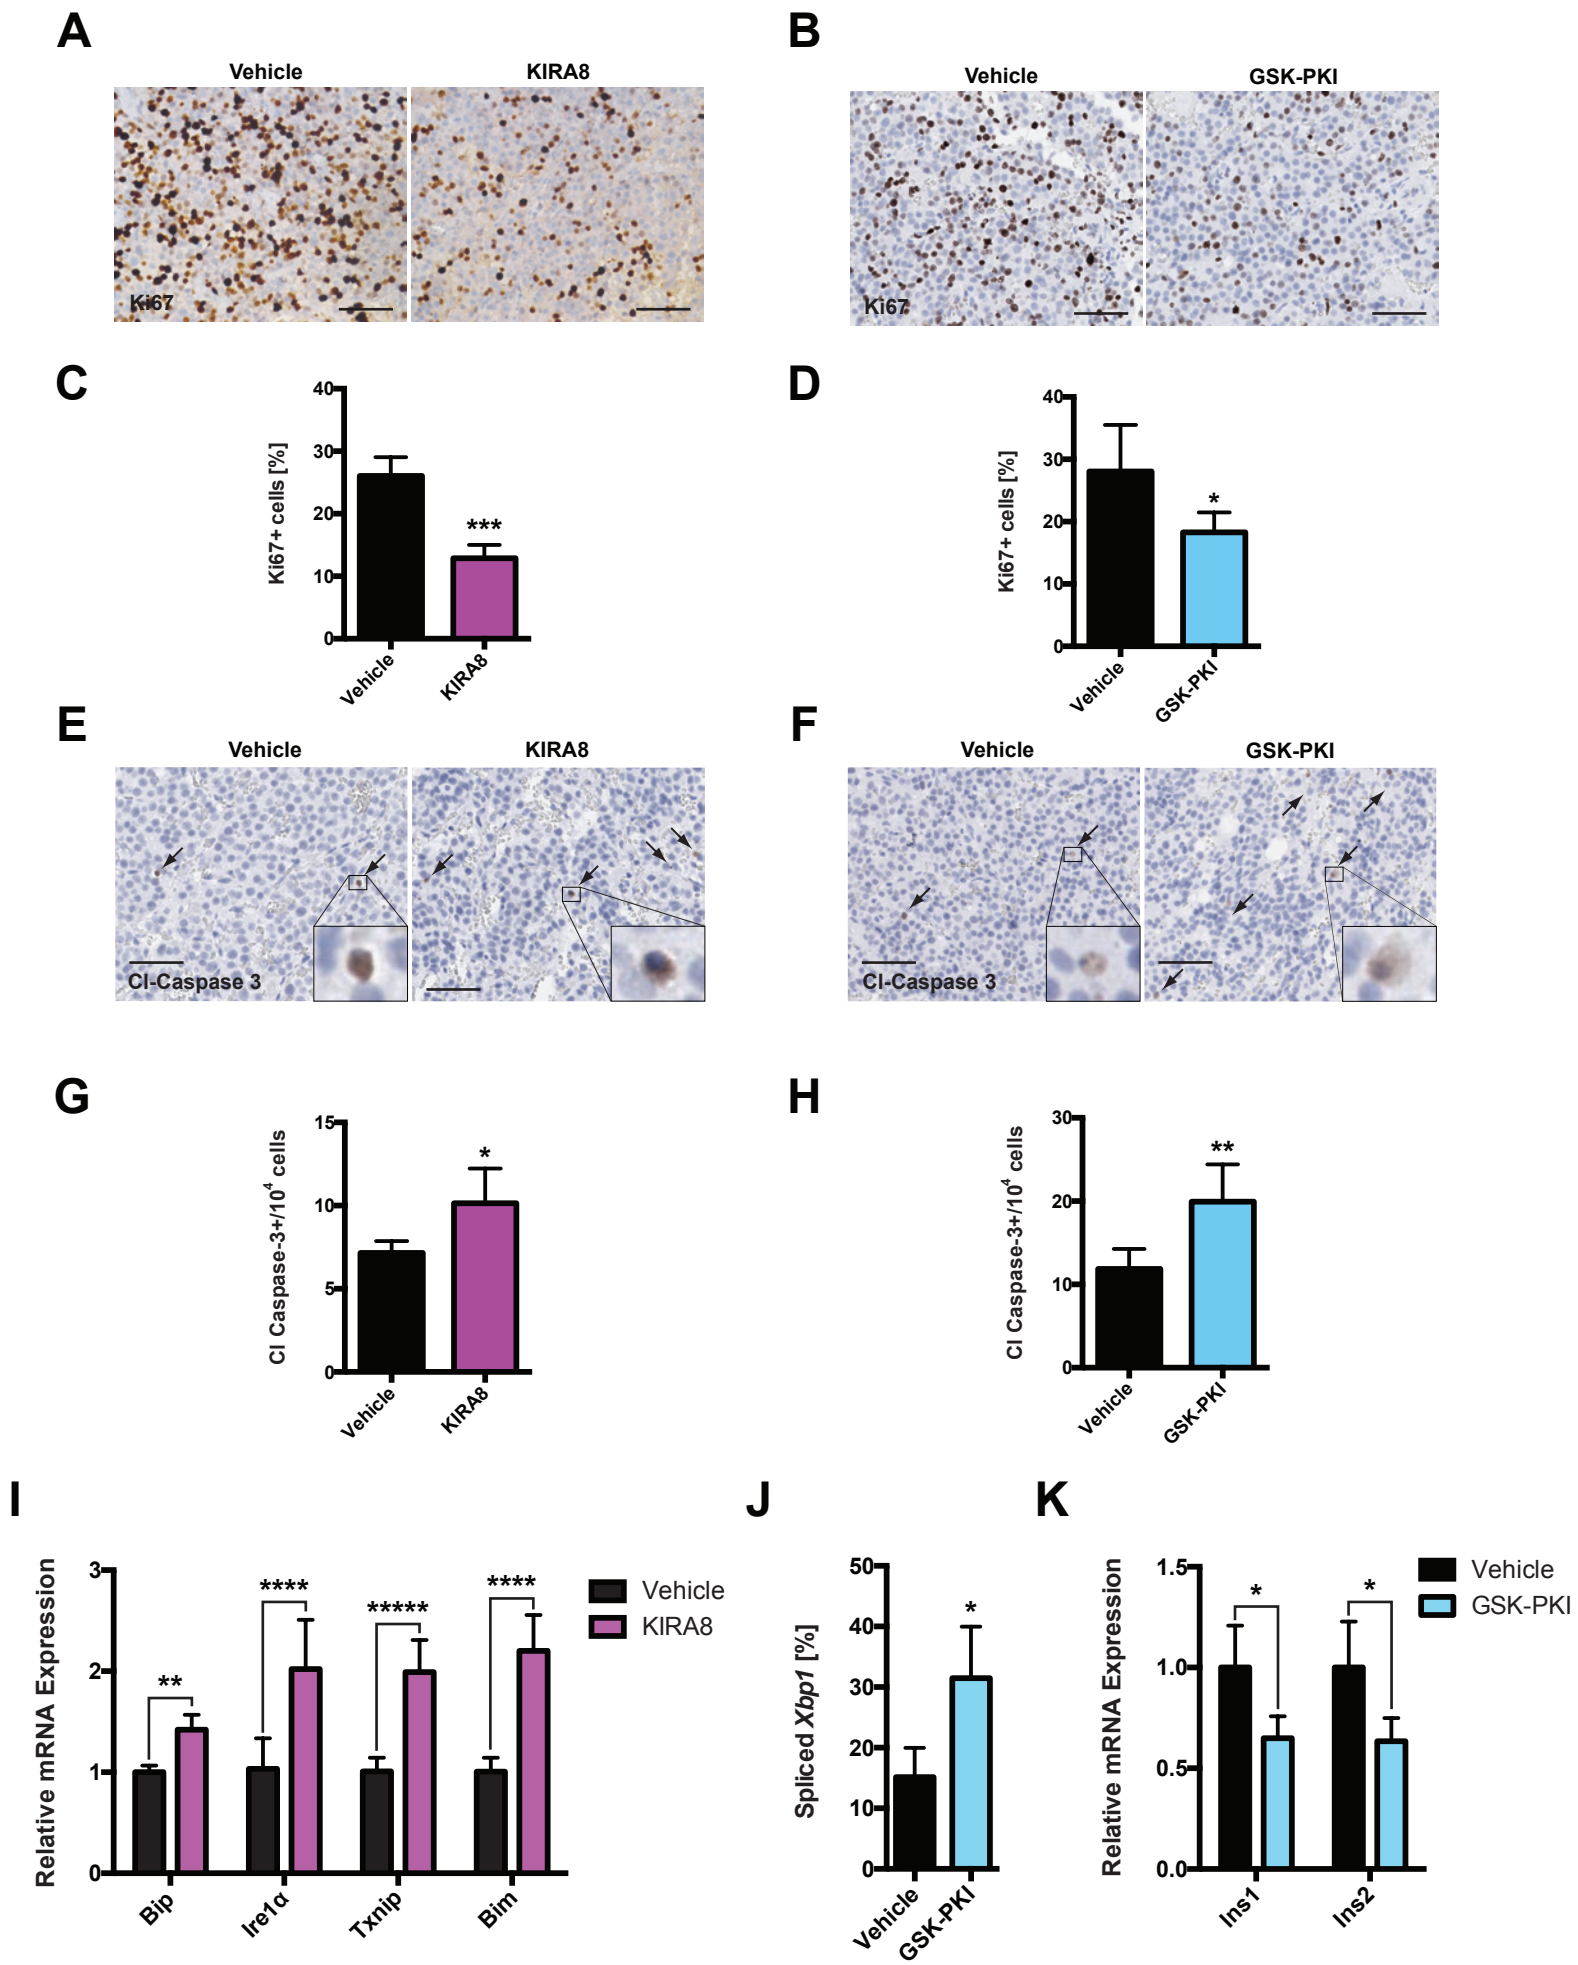 A
B
Vehicle
KIRA8
Vehicle
GSK-PKI
Ki67
Ki67
C
D
Ki67+ cells [%]
40
30
20
10
0
***
Vehicle
KIRA8
Ki67+ cells [%]
40
30
20
10
0
*
Vehicle
GSK-PKI
E
F
Vehicle
KIRA8
Vehicle
GSK-PKI
Cl-Caspase 3
Cl-Caspase 3
G
H
Cl Caspase-3+/10⁴ cells
15
10
5
0
*
Vehicle
KIRA8
Cl Caspase-3+/10⁴ cells
30
20
10
0
**
Vehicle
GSK-PKI
I
J
K
Relative mRNA Expression
3
2
1
0
**
****
*****
****
Bip
Ire1α
Txnip
Bim
Vehicle
KIRA8
Spliced Xbp1 [%]
50
40
30
20
10
0
*
Vehicle
GSK-PKI
Relative mRNA Expression
1.5
1.0
0.5
0.0
*
*
Ins1
Ins2
Vehicle
GSK-PKI